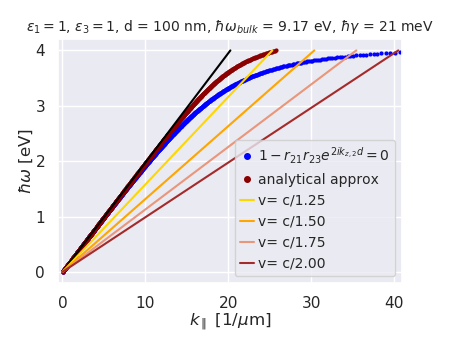 ε₁ = 1, ε₃ = 1, d = 100 nm, ℏω_bulk = 9.17 eV, ℏγ = 21 meV
4
3
2
1
0
ℏω [eV]
1 − r₂₁r₂₃e^{2ik_{z,2}d} = 0
analytical approx
v= c/1.25
v= c/1.50
v= c/1.75
v= c/2.00
0 10 20 30 40
k_∥ [1/μm]